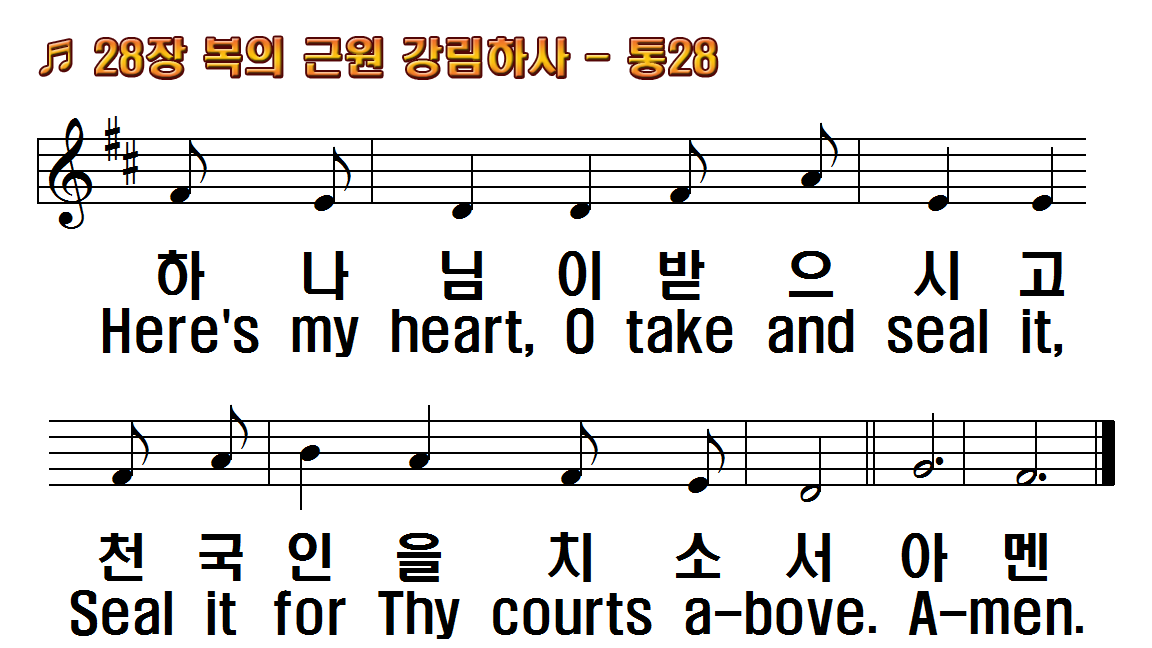 ♬ 28장 복의 근원 강림하사 - 통28
하 나 님 이 받 으 시 고
Here's my heart, O take and seal it,
천 국 인 을 치 소 서 아 멘
Seal it for Thy courts a-bove. A-men.